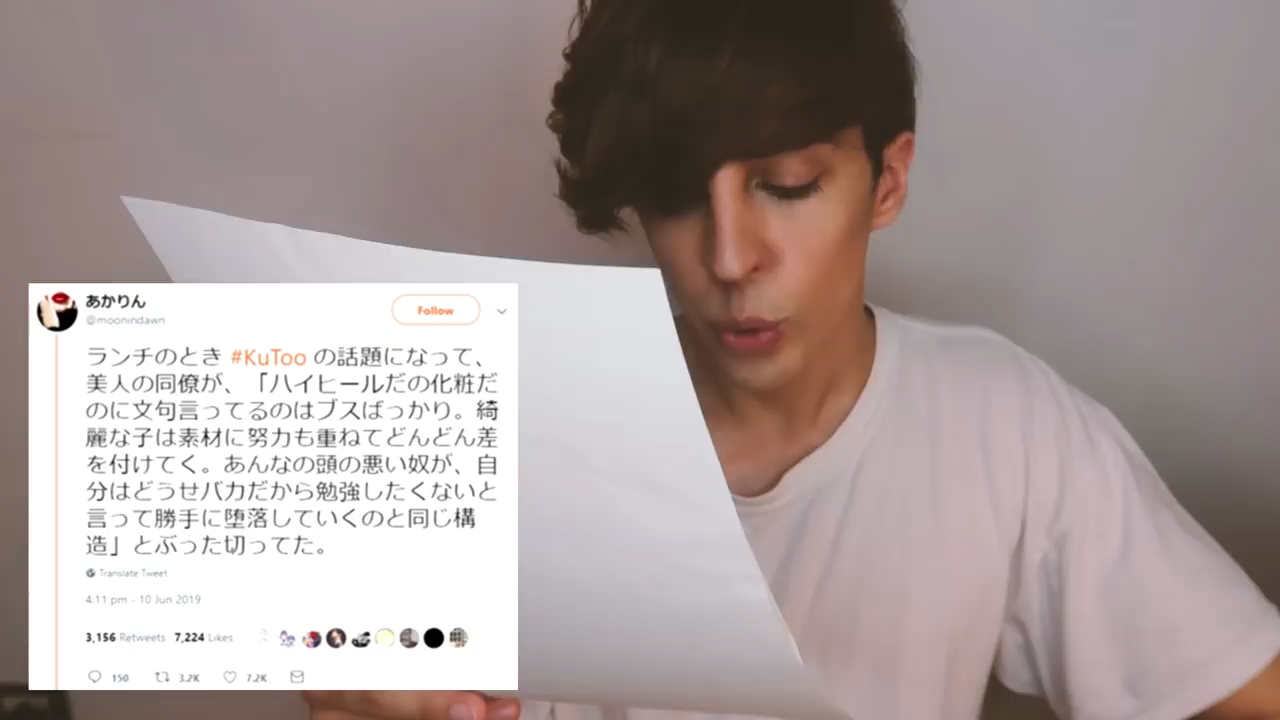 あかりん
@moonindawn
Follow
ランチのとき #KuToo の話題になって、
美人の同僚が、「ハイヒールだの化粧だ
のに文句言ってるのはブスばっかり。綺
麗な子は素材に努力も重ねてどんどん差
を付けてく。あんなの頭の悪い奴が、自
分はどうせバカだから勉強したくないと
言って勝手に堕落していくのと同じ構
造」とぶった切ってた。
Translate Tweet
4:11 pm - 10 Jun 2019
3,156 Retweets 7,224 Likes
150 3.2K 7.2K